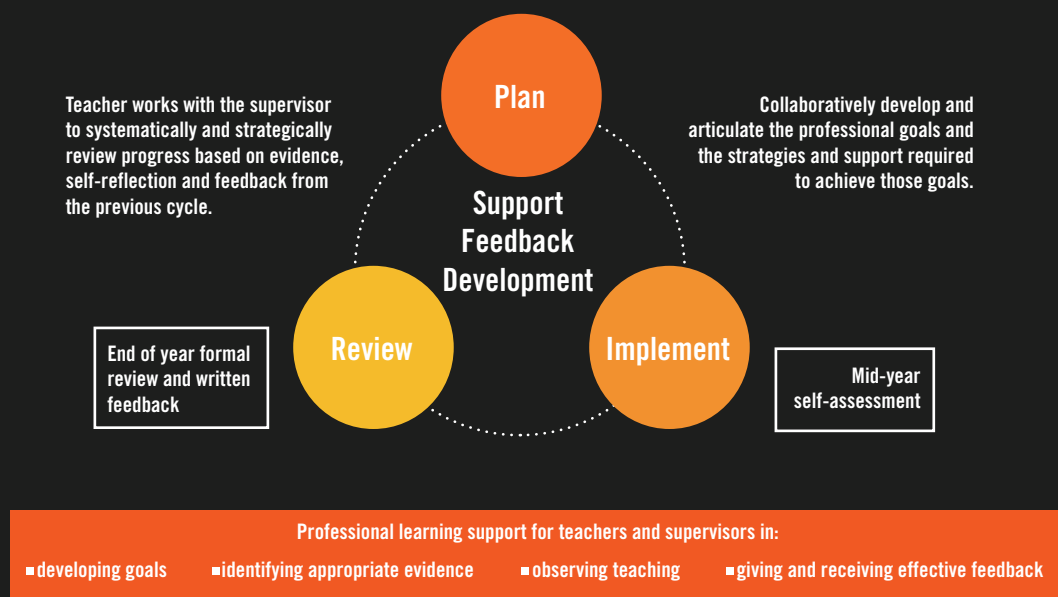 Plan
Teacher works with the supervisor
to systematically and strategically
review progress based on evidence,
self-reflection and feedback from
the previous cycle.
Collaboratively develop and
articulate the professional goals and
the strategies and support required
to achieve those goals.
Support
Feedback
Development
Review
Implement
End of year formal
review and written
feedback
Mid-year
self-assessment
Professional learning support for teachers and supervisors in:
▪developing goals ▪identifying appropriate evidence ▪observing teaching ▪giving and receiving effective feedback